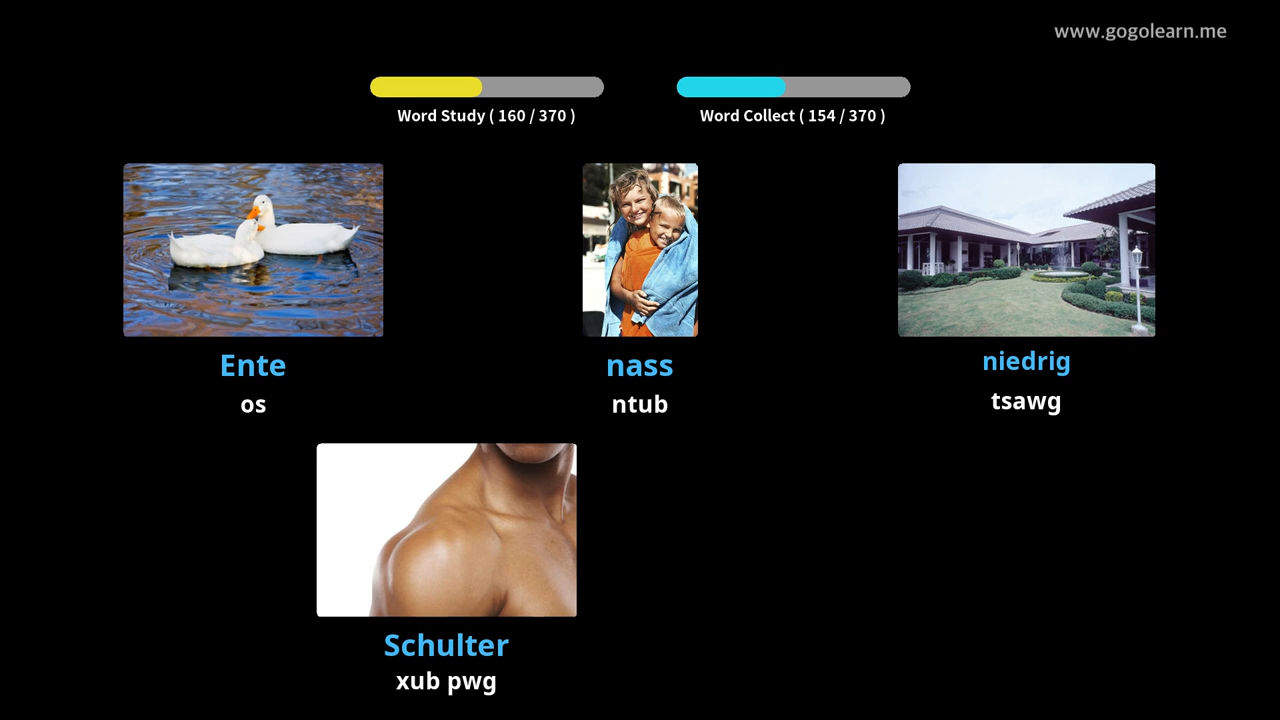 www.gogolearn.me
Word Study ( 160 / 370 )
Word Collect ( 154 / 370 )
Ente
os
nass
ntub
niedrig
tsawg
Schulter
xub pwg